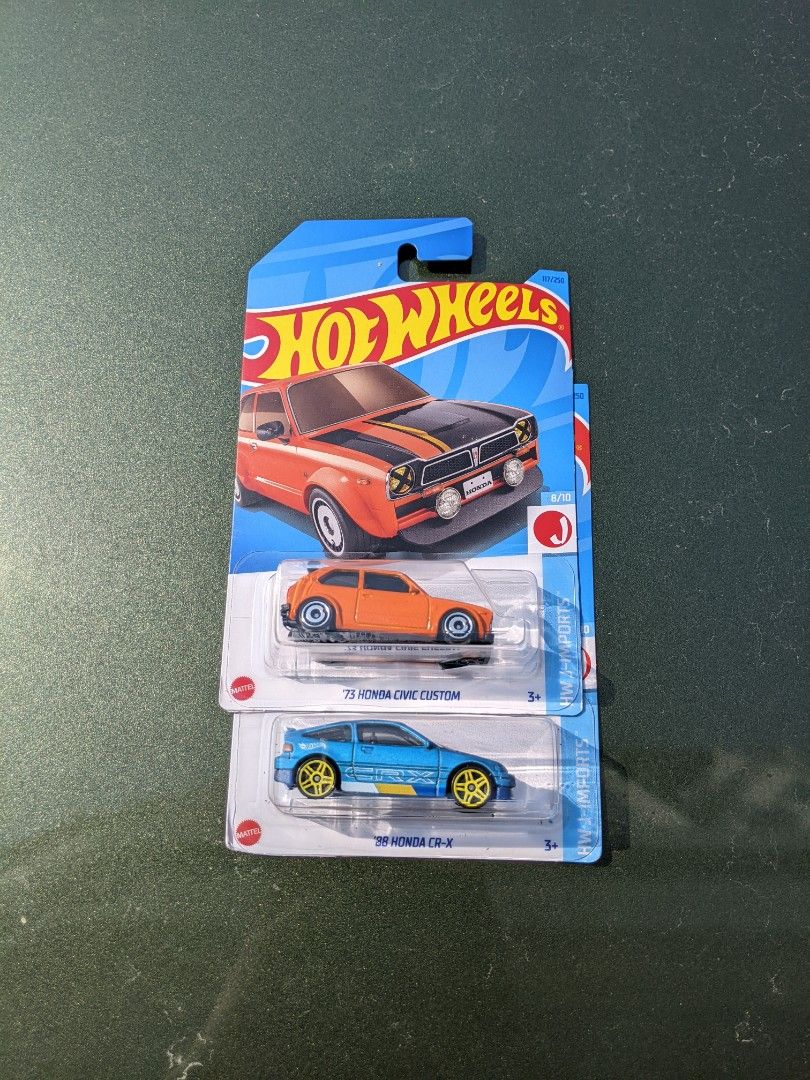 117/250
HOT WHEELS®
HONDA
8/10
J
HW J-IMPORTS
MATTEL
'73 HONDA CIVIC CUSTOM
3+
CRX
HW J-IMPORTS
MATTEL
'88 HONDA CR-X
3+